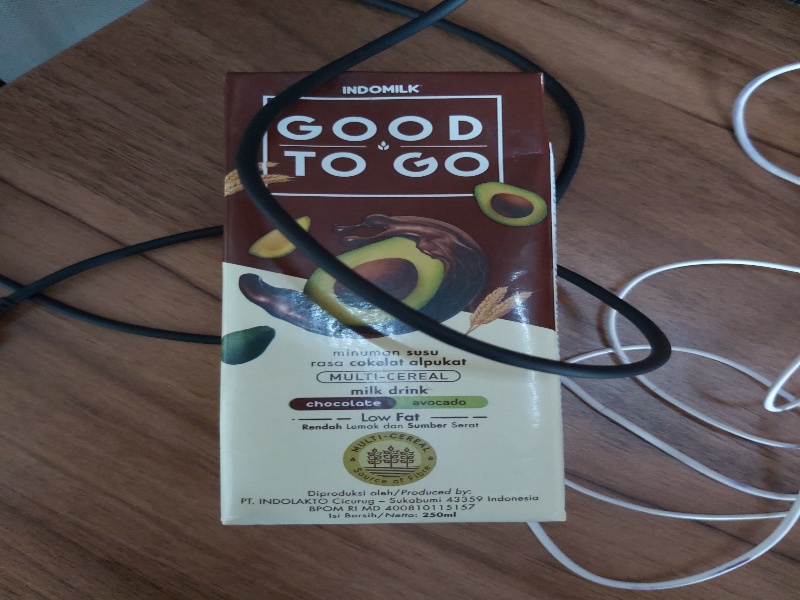 INDOMILK
GOOD
TO GO
minuman susu
rasa cokelat alpukat
MULTI-CEREAL
milk drink
chocolate avocado
Low Fat
Rendah Lemak dan Sumber Serat
MULTI-CEREAL
Source of Fibre
Diproduksi oleh/Produced by:
PT. INDOLAKTO Cicurug - Sukabumi 43359 Indonesia
BPOM RI MD 400810115157
Isi Bersih/Netto: 250ml